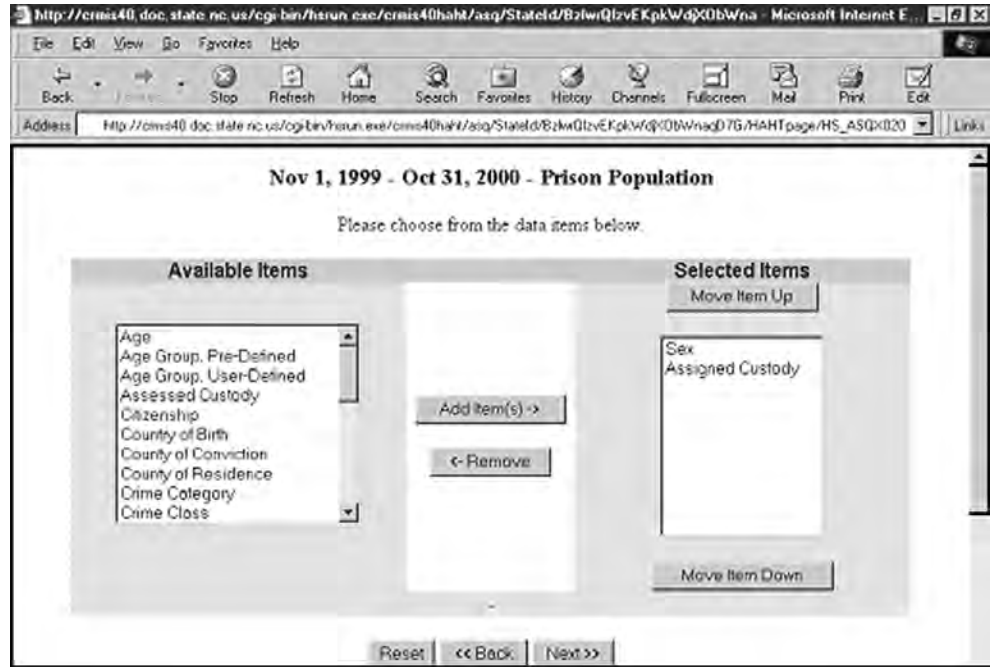 http://crmis40.doc.state.nc.us/cgi-bin/hsrun.exe/crmis40haht/asq/StateId/ - Microsoft Internet E...
File Edit View Go Favorites Help
Back Stop Refresh Home Search Favorites History Channels Fullscreen Mail Print Edit
Address Links
Nov 1, 1999 - Oct 31, 2000 - Prison Population
Please choose from the data items below.
Available Items
Age
Age Group, Pre-Defined
Age Group, User-Defined
Assessed Custody
Citizenship
Country of Birth
County of Conviction
County of Residence
Crime Category
Crime Class
Add Item(s) ->
<- Remove
Selected Items
Move Item Up
Sex
Assigned Custody
Move Item Down
Reset << Back Next >>